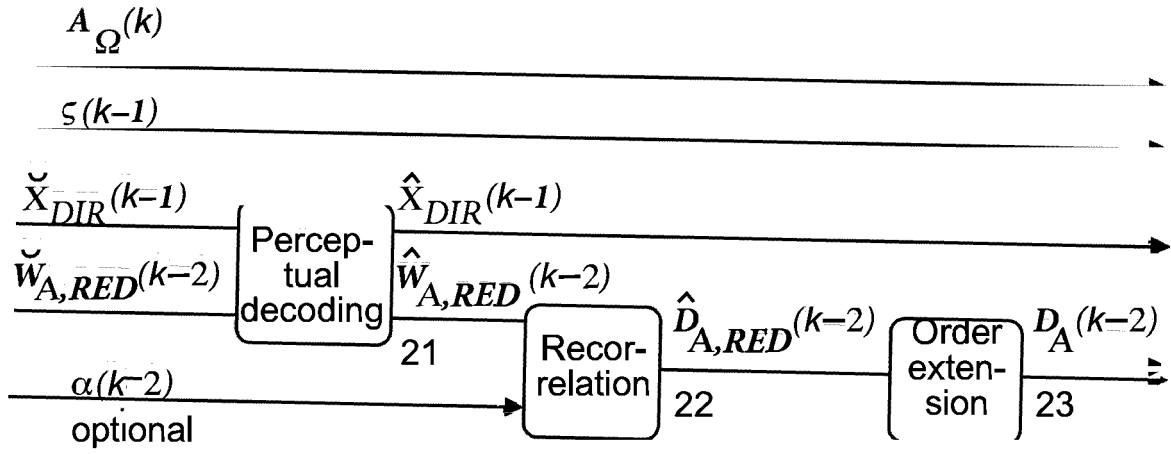 A_Ω(k)
ς(k−1)
X̆_DIR(k−1)
X̂_DIR(k−1)
Percep-
tual
decoding
W̆_A,RED(k−2)
Ŵ_A,RED(k−2)
21
D̂_A,RED(k−2)
Recor-
relation
22
Order
exten-
sion
D_A(k−2)
23
α(k−2)
optional